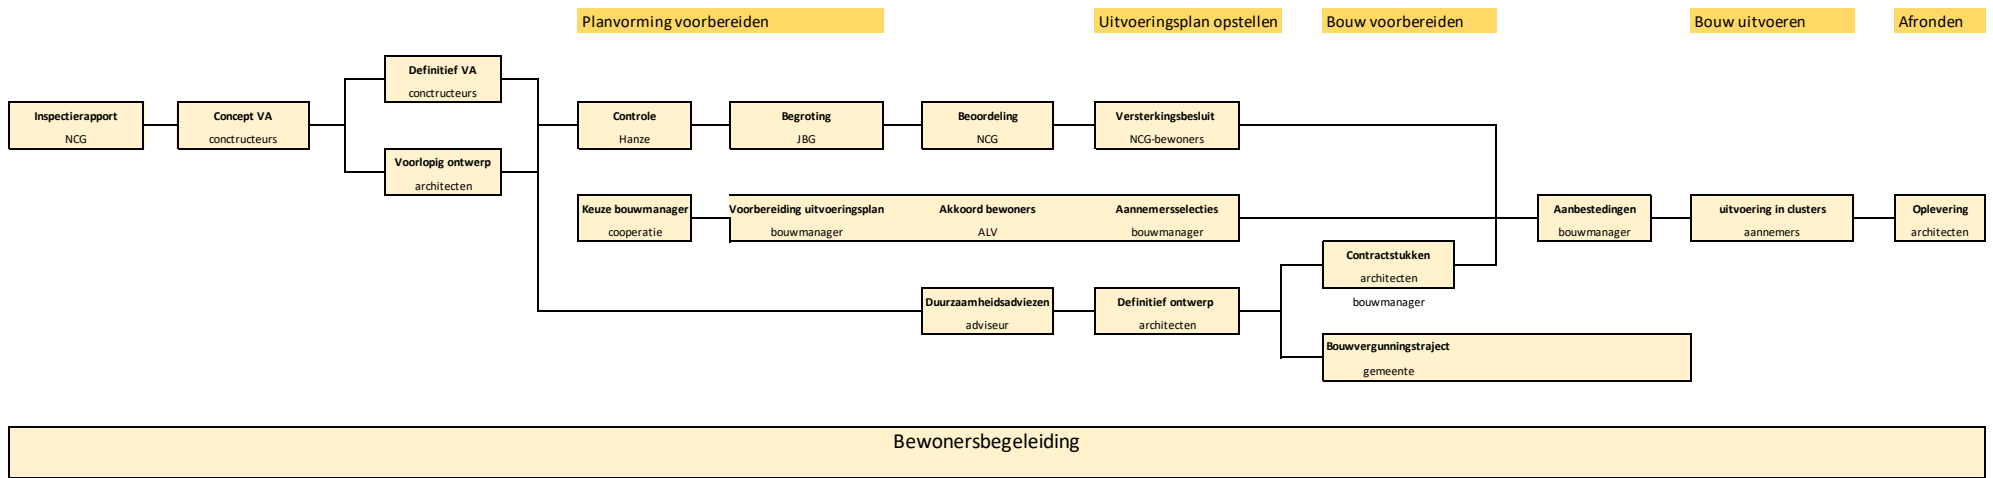 Planvorming voorbereiden
Uitvoeringsplan opstellen
Bouw voorbereiden
Bouw uitvoeren
Afronden
Definitief VA
conctructeurs
Inspectierapport
NCG
Concept VA
conctructeurs
Voorlopig ontwerp
architecten
Controle
Hanze
Begroting
JBG
Beoordeling
NCG
Versterkingsbesluit
NCG-bewoners
Keuze bouwmanager
cooperatie
Voorbereiding uitvoeringsplan
bouwmanager
Akkoord bewoners
ALV
Aannemersselecties
bouwmanager
Aanbestedingen
bouwmanager
uitvoering in clusters
aannemers
Oplevering
architecten
Contractstukken
architecten
bouwmanager
Duurzaamheidsadviezen
adviseur
Definitief ontwerp
architecten
Bouwvergunningstraject
gemeente
Bewonersbegeleiding